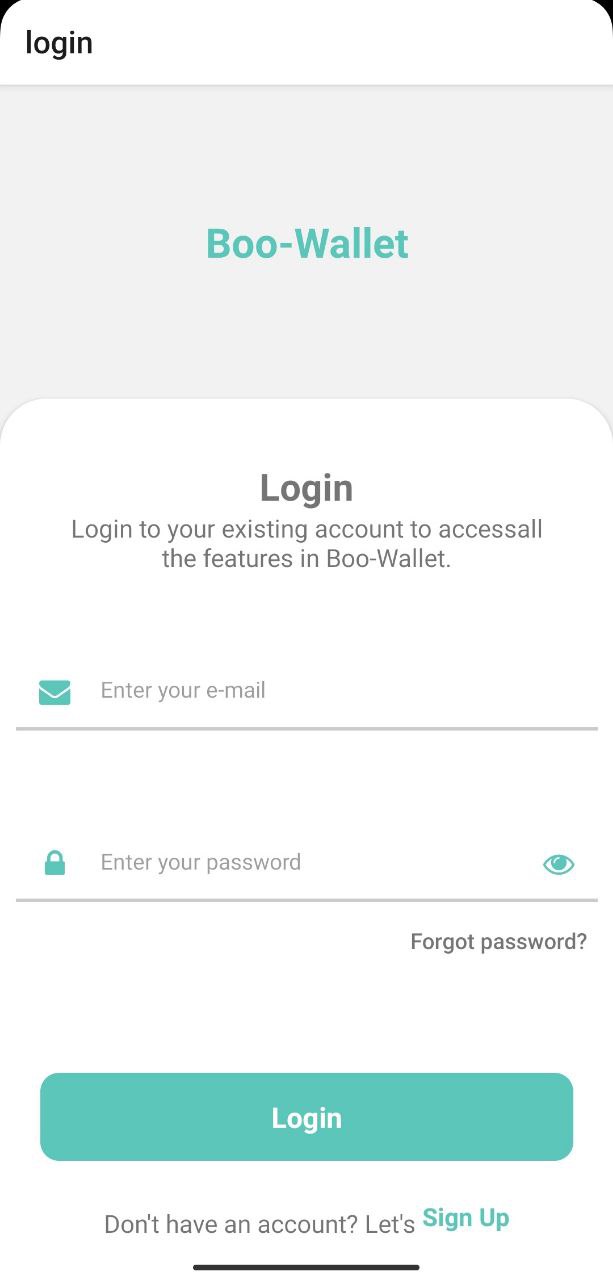 login
Boo-Wallet
Login
Login to your existing account to accessall
the features in Boo-Wallet.
Enter your e-mail
Enter your password
Forgot password?
Login
Don't have an account? Let's Sign Up